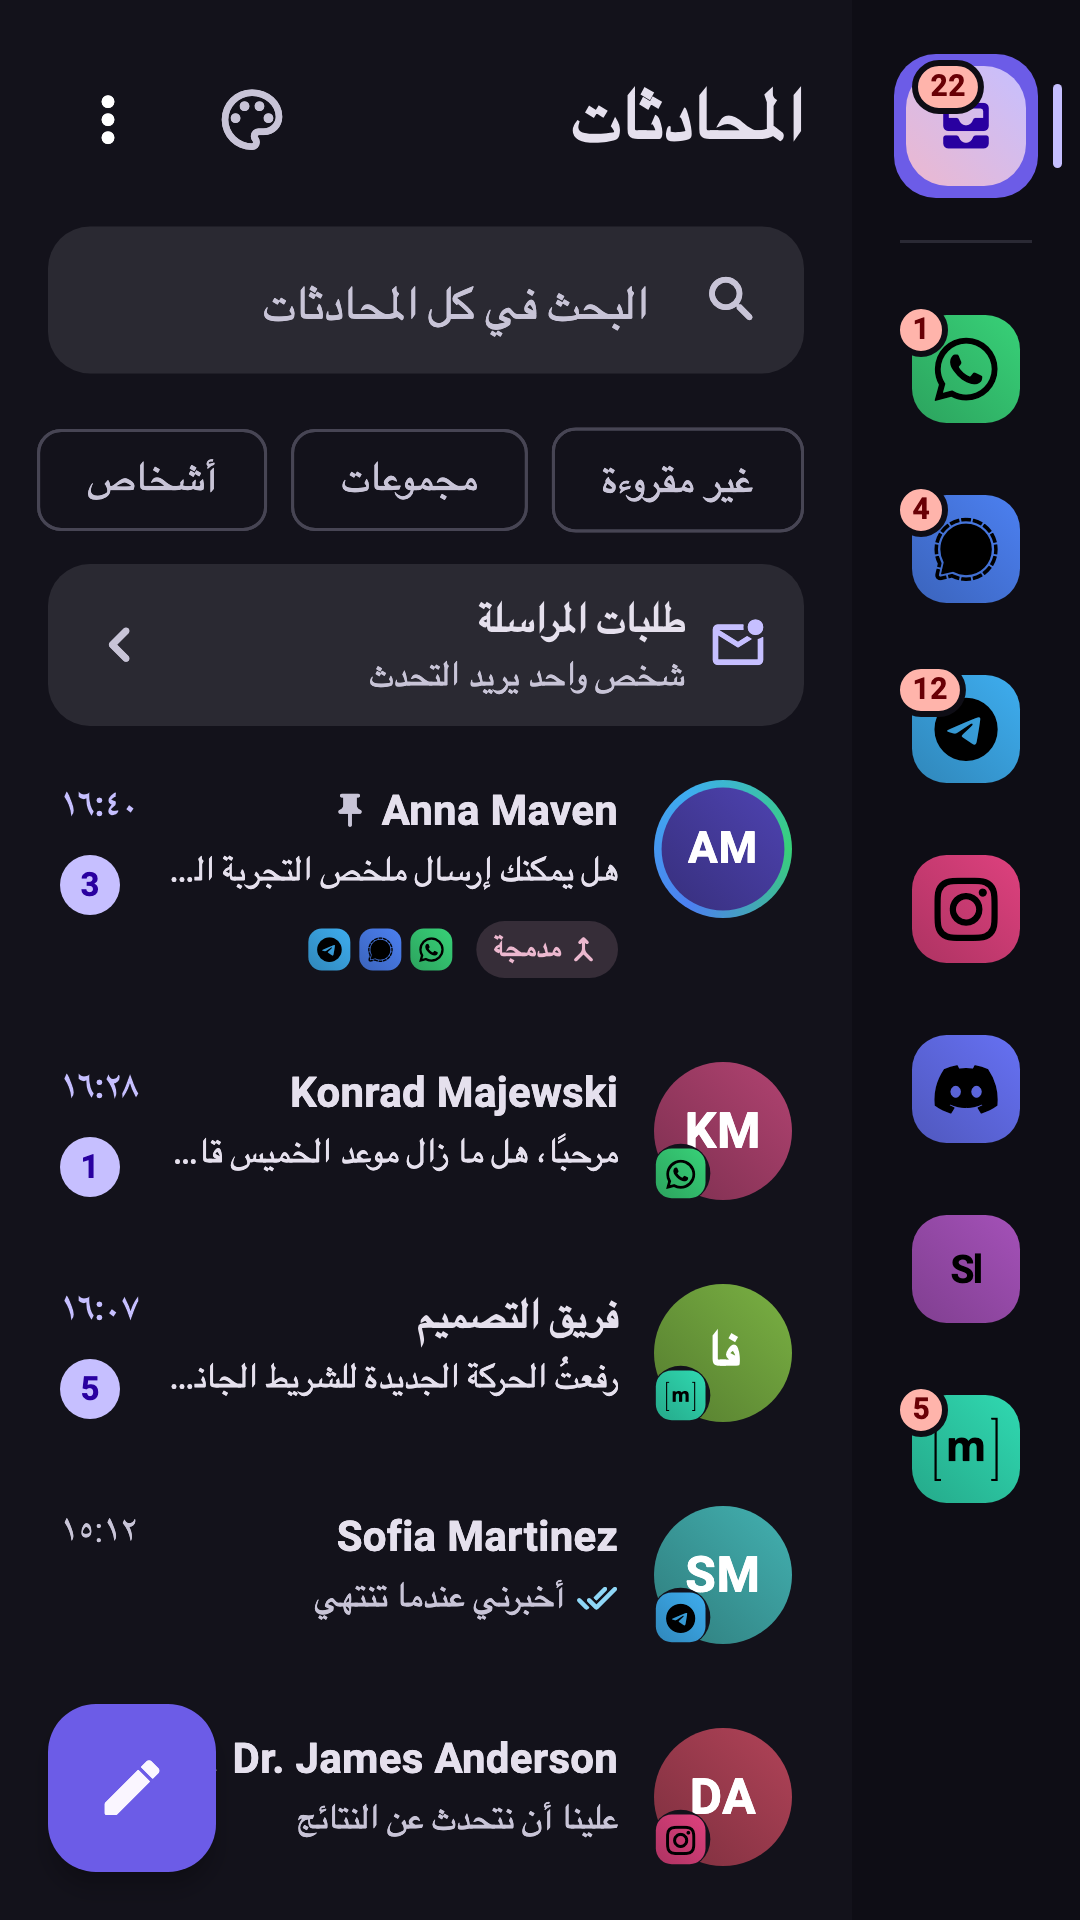 المحادثات
22
البحث في كل المحادثات
غير مقروءة
مجموعات
أشخاص
طلبات المراسلة
شخص واحد يريد التحدث
AM
Anna Maven
١٦:٤٠
هل يمكنك إرسال ملخص التجربة ال...
3
مدمجة
KM
Konrad Majewski
١٦:٢٨
مرحبًا، هل ما زال موعد الخميس قا...
1
فا
فريق التصميم
١٦:٠٧
رفعتُ الحركة الجديدة للشريط الجان...
5
[m]
SM
Sofia Martinez
١٥:١٢
أخبرني عندما تنتهي
DA
Dr. James Anderson
علينا أن نتحدث عن النتائج
1
4
12
Sl
5
[m]